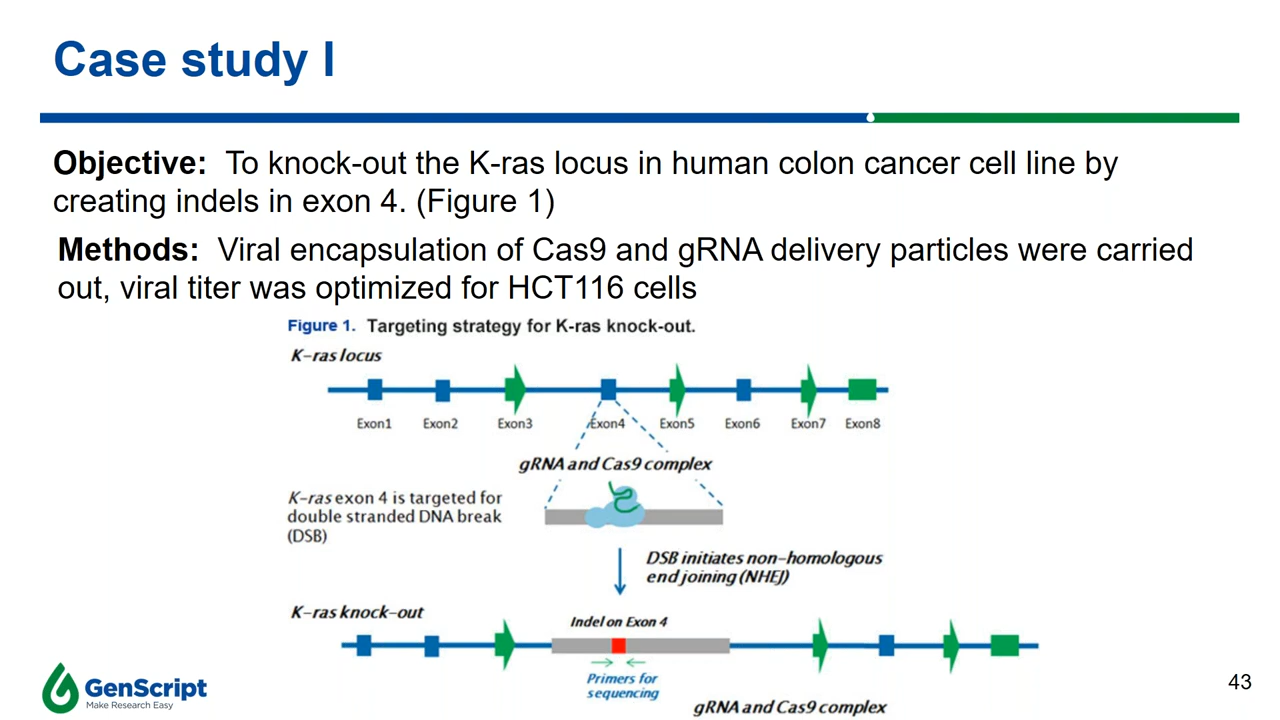 Case study I
Objective: To knock-out the K-ras locus in human colon cancer cell line by
creating indels in exon 4. (Figure 1)
Methods: Viral encapsulation of Cas9 and gRNA delivery particles were carried
out, viral titer was optimized for HCT116 cells
Figure 1. Targeting strategy for K-ras knock-out.
K-ras locus
Exon1 Exon2 Exon3 Exon4 Exon5 Exon6 Exon7 Exon8
gRNA and Cas9 complex
K-ras exon 4 is targeted for
double stranded DNA break
(DSB)
DSB initiates non-homologous
end joining (NHEJ)
K-ras knock-out
Indel on Exon 4
Primers for
sequencing
gRNA and Cas9 complex
GenScript
Make Research Easy
43